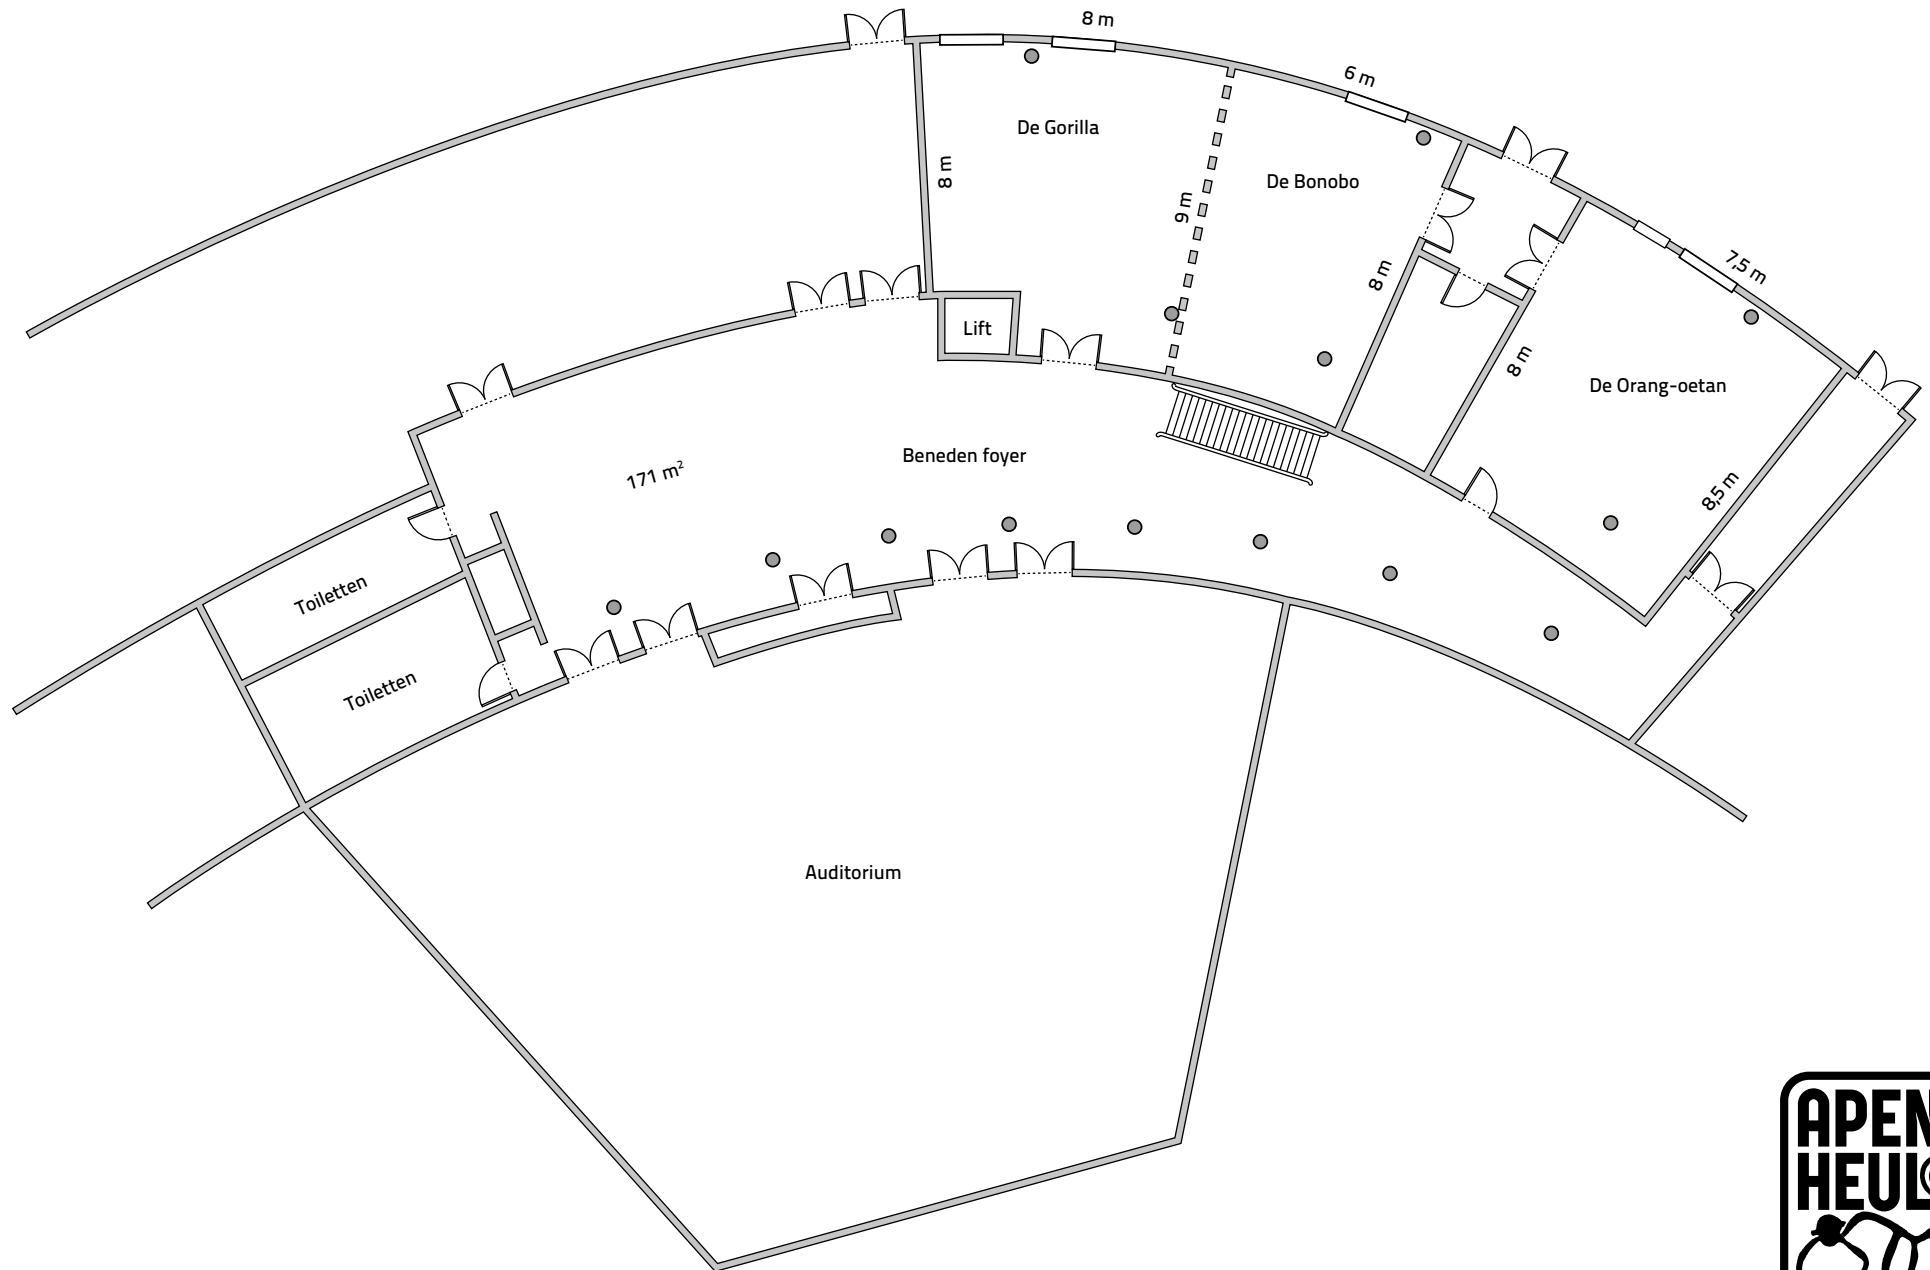 8 m
6 m
De Gorilla
8 m
De Bonobo
9 m
7,5 m
8 m
Lift
8 m
De Orang-oetan
Beneden foyer
171 m²
8,5 m
Toiletten
Toiletten
Auditorium
APEN
HEUL